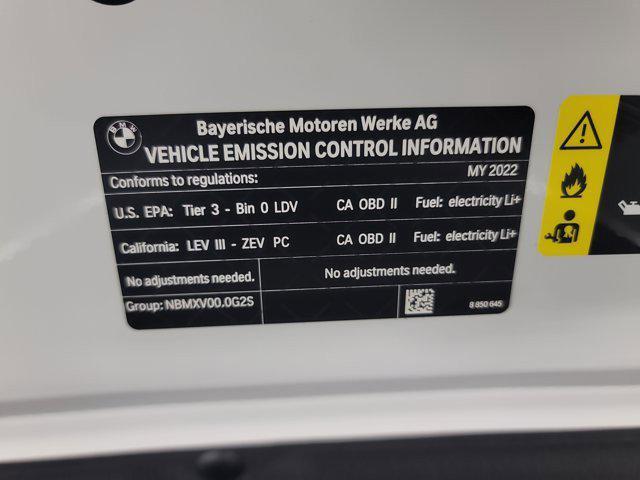 BMW
Bayerische Motoren Werke AG
VEHICLE EMISSION CONTROL INFORMATION
Conforms to regulations: MY 2022
U.S. EPA: Tier 3 - Bin 0 LDV CA OBD II Fuel: electricity Li+
California: LEV III - ZEV PC CA OBD II Fuel: electricity Li+
No adjustments needed. No adjustments needed.
Group: NBMXV00.0G2S 8 850 645